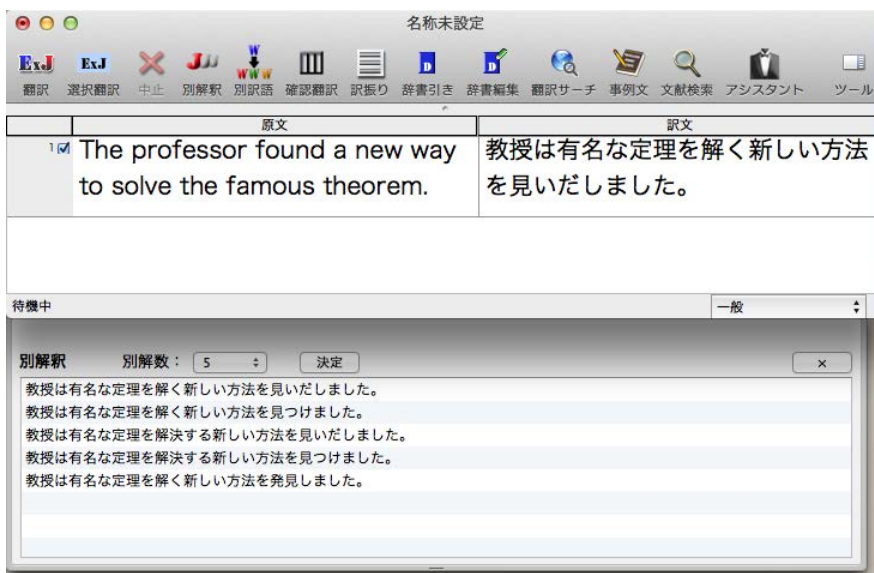 名称未設定
ExJ ExJ J W WWW D D
翻訳 選択翻訳 中止 別解釈 別訳語 確認翻訳 訳振り 辞書引き 辞書編集 翻訳サーチ 事例文 文献検索 アシスタント ツール
原文 訳文
1 The professor found a new way
to solve the famous theorem.
教授は有名な定理を解く新しい方法
を見いだしました。
待機中 一般
別解釈 別解数： 5 決定 ×
教授は有名な定理を解く新しい方法を見いだしました。
教授は有名な定理を解く新しい方法を見つけました。
教授は有名な定理を解決する新しい方法を見いだしました。
教授は有名な定理を解決する新しい方法を見つけました。
教授は有名な定理を解く新しい方法を発見しました。